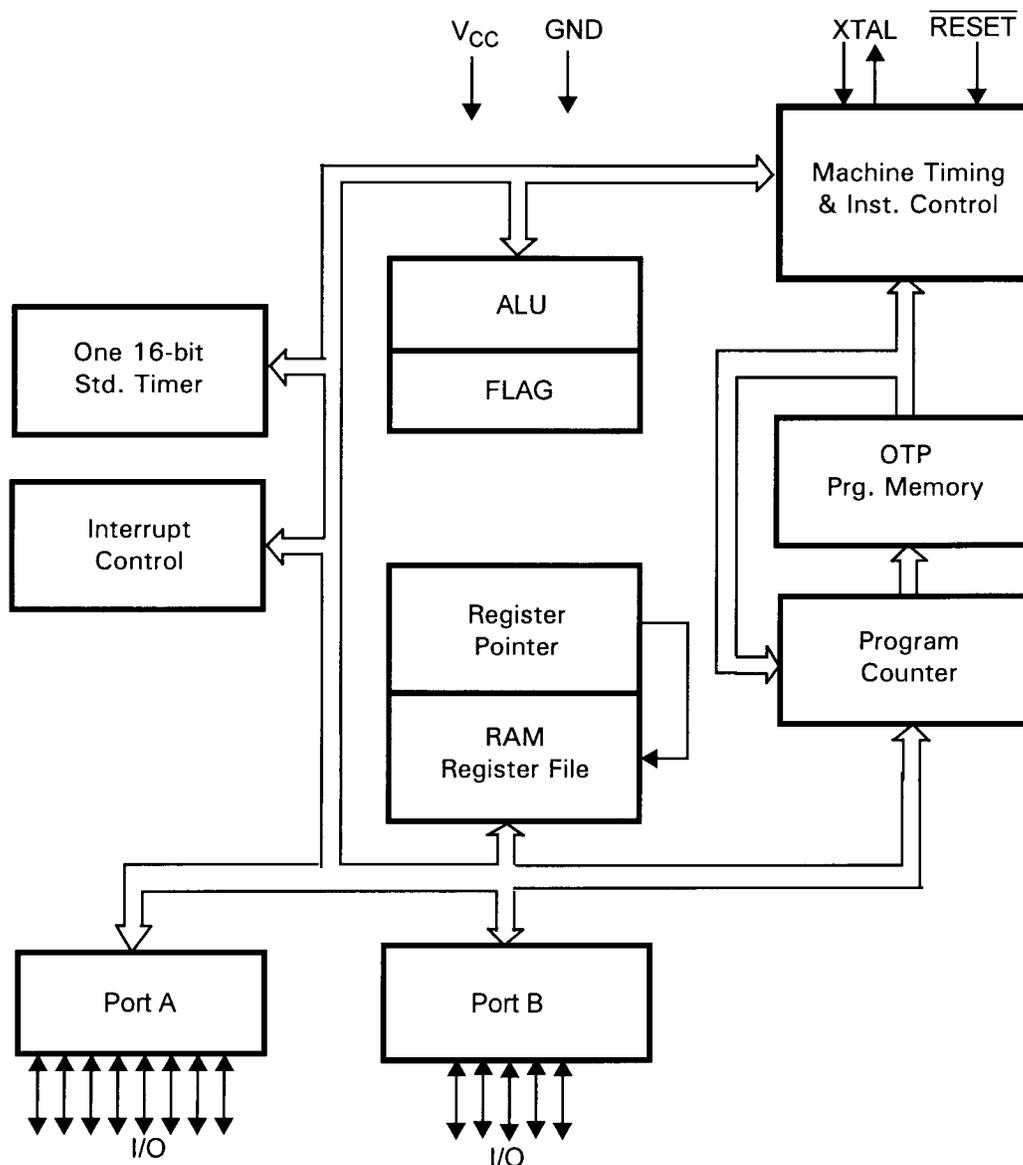 VCC
GND
XTAL
RESET
Machine Timing
& Inst. Control
ALU
FLAG
One 16-bit
Std. Timer
OTP
Prg. Memory
Interrupt
Control
Register
Pointer
Program
Counter
RAM
Register File
Port A
Port B
I/O
I/O